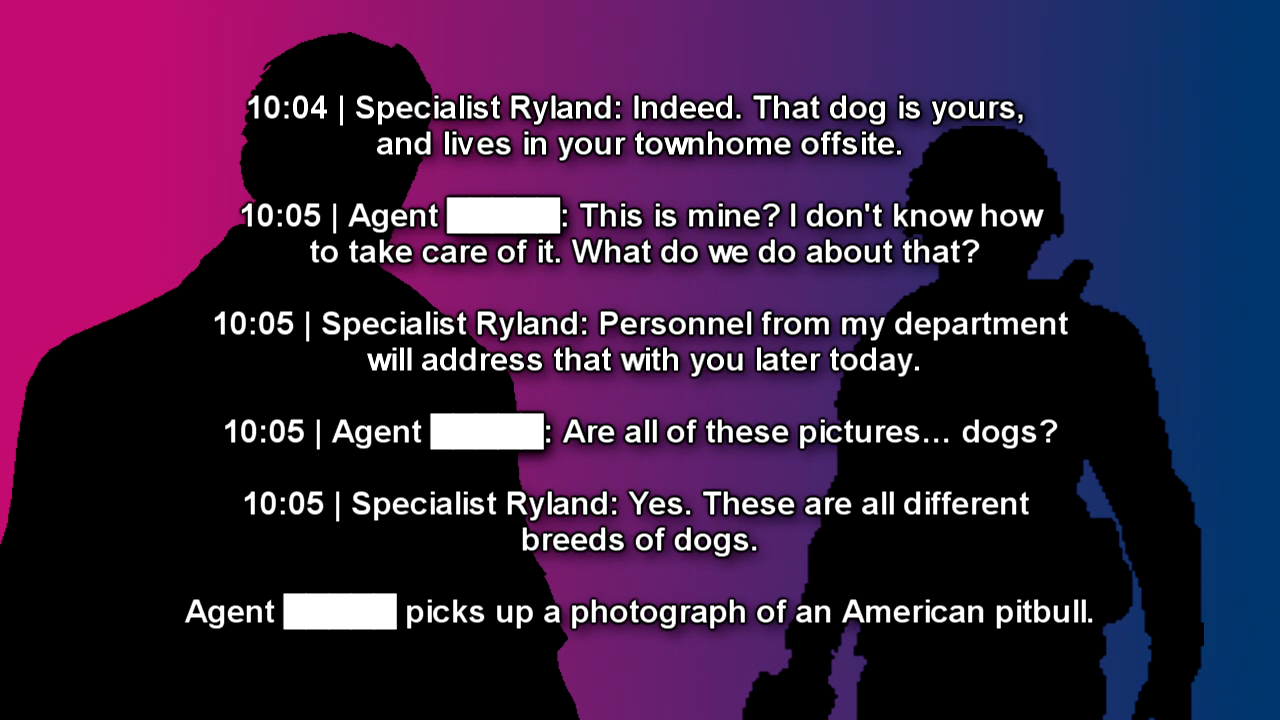 10:04 | Specialist Ryland: Indeed. That dog is yours,
and lives in your townhome offsite.
10:05 | Agent ██████: This is mine? I don't know how
to take care of it. What do we do about that?
10:05 | Specialist Ryland: Personnel from my department
will address that with you later today.
10:05 | Agent ██████: Are all of these pictures… dogs?
10:05 | Specialist Ryland: Yes. These are all different
breeds of dogs.
Agent ██████ picks up a photograph of an American pitbull.